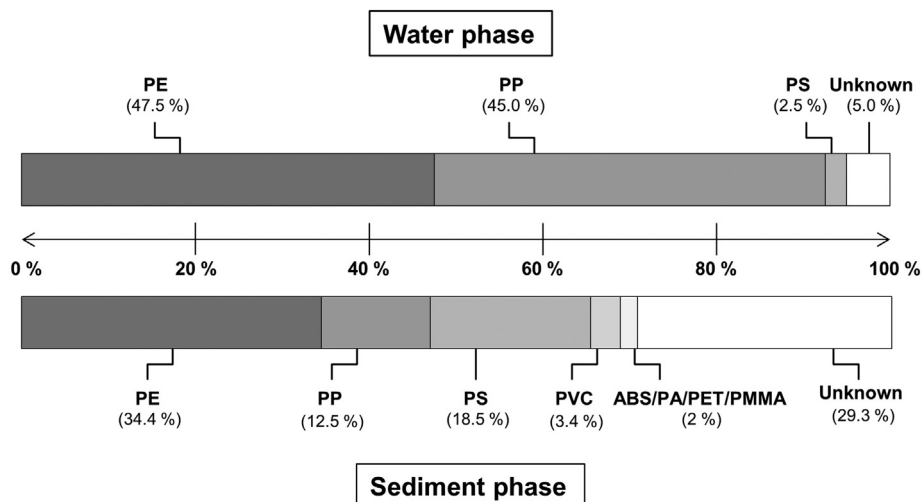 Water phase
PE
(47.5 %)
PP
(45.0 %)
PS
(2.5 %)
Unknown
(5.0 %)
0 %
20 %
40 %
60 %
80 %
100 %
PE
(34.4 %)
PP
(12.5 %)
PS
(18.5 %)
PVC
(3.4 %)
ABS/PA/PET/PMMA
(2 %)
Unknown
(29.3 %)
Sediment phase